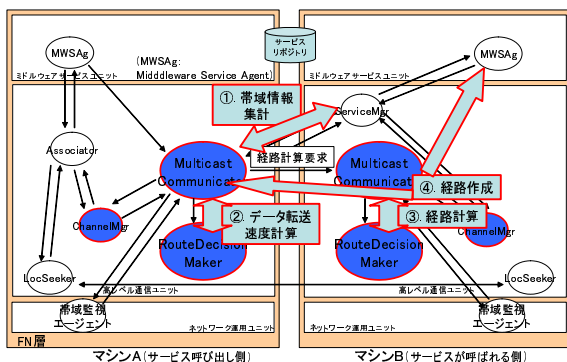 サービス
リポジトリ
MWSAg
(MWSAg:
Midddleware Service Agent)
ミドルウェアサービスユニット
MWSAg
ミドルウェアサービスユニット
①. 帯域情報
集計
ServiceMgr
Associator
経路計算要求
Multicast
Communicator
Multicast
④. 経路作成
ChannelMgr
② データ転送
速度計算
③. 経路計算
ChannelMgr
RouteDecision
Maker
RouteDecision
Maker
LocSeeker
高レベル通信ユニット
高レベル通信ユニット
LocSeeker
帯域監視
エージェント
ネットワーク運用ユニット
帯域監視
エージェント
ネットワーク運用ユニット
FN層
マシンA(サービス呼び出し側)
マシンB(サービスが呼ばれる側)